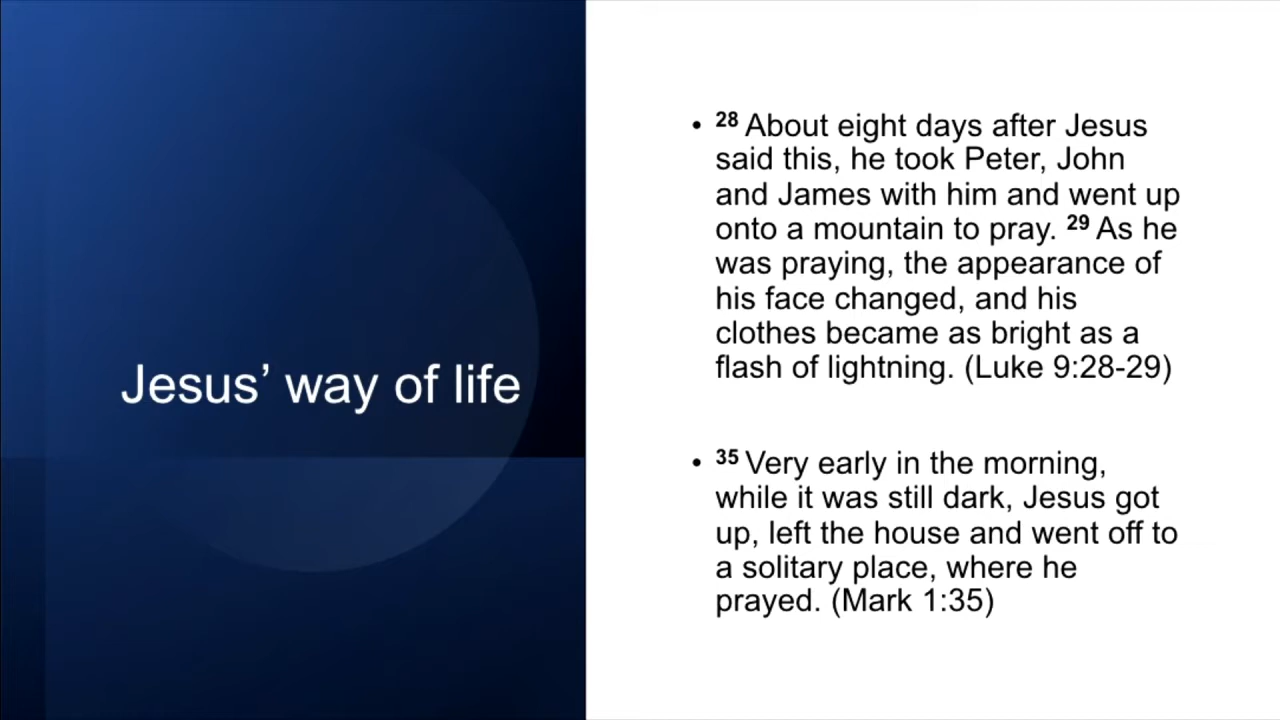 Jesus’ way of life
• 28 About eight days after Jesus
said this, he took Peter, John
and James with him and went up
onto a mountain to pray. 29 As he
was praying, the appearance of
his face changed, and his
clothes became as bright as a
flash of lightning. (Luke 9:28-29)
• 35 Very early in the morning,
while it was still dark, Jesus got
up, left the house and went off to
a solitary place, where he
prayed. (Mark 1:35)